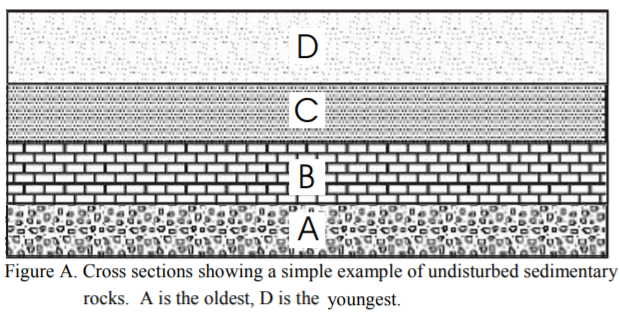 D
C
B
A
Figure A. Cross sections showing a simple example of undisturbed sedimentary
rocks. A is the oldest, D is the youngest.